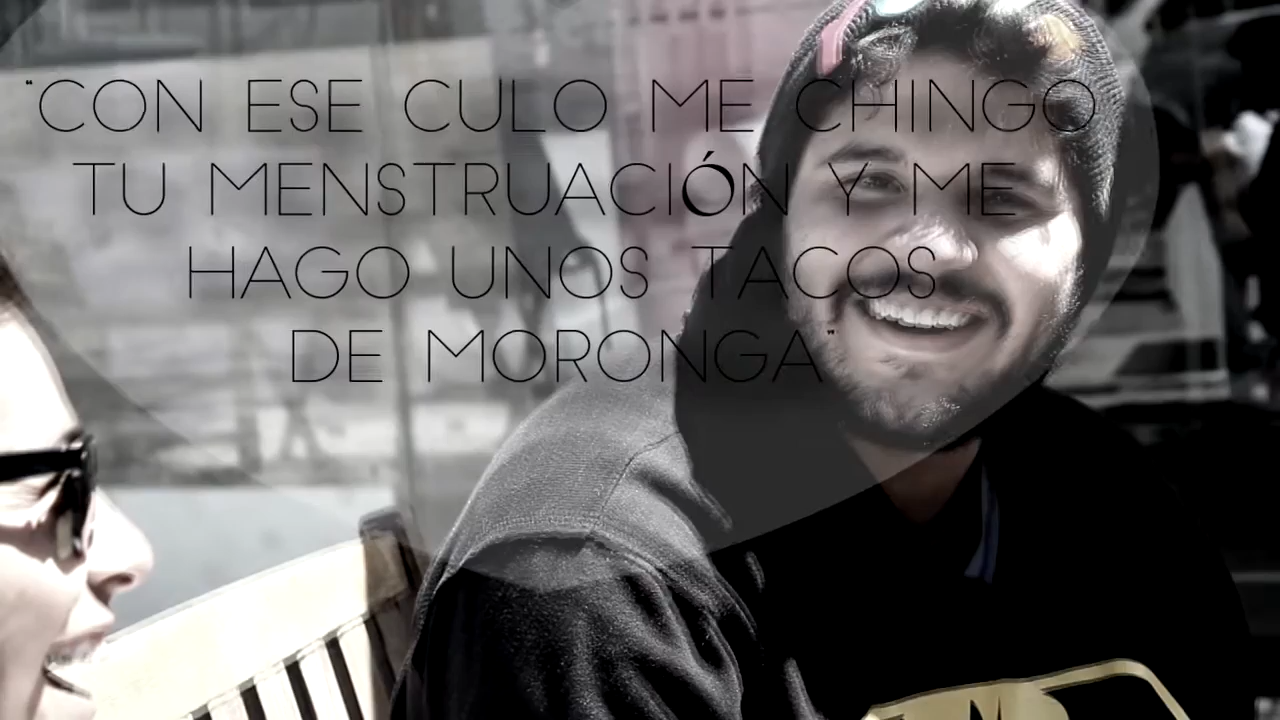 "CON ESE CULO ME CHINGO
TU MENSTRUACIÓN Y ME
HAGO UNOS TACOS
DE MORONGA"